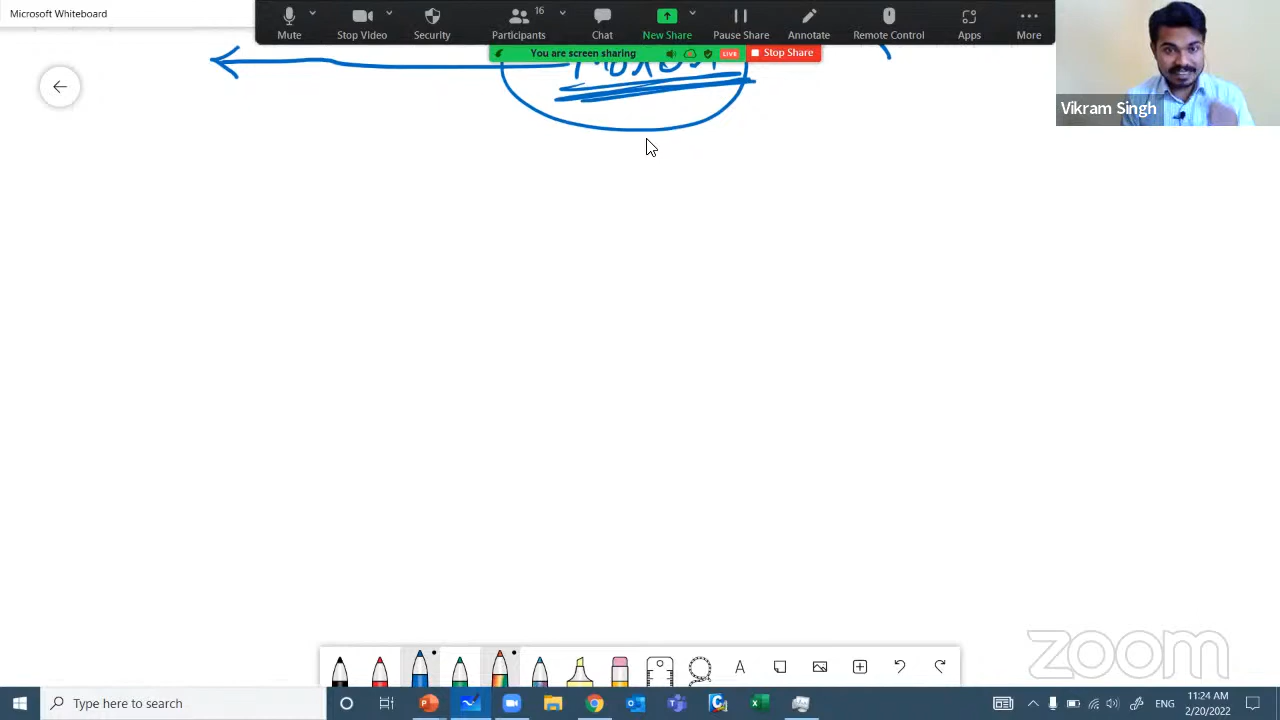 Microsoft Whiteboard
16
Mute
Stop Video
Security
Participants
Chat
New Share
Pause Share
Annotate
Remote Control
Apps
More
You are screen sharing
LIVE
Stop Share
Vikram Singh
A
zoom
Type here to search
ENG
11:24 AM
2/20/2022